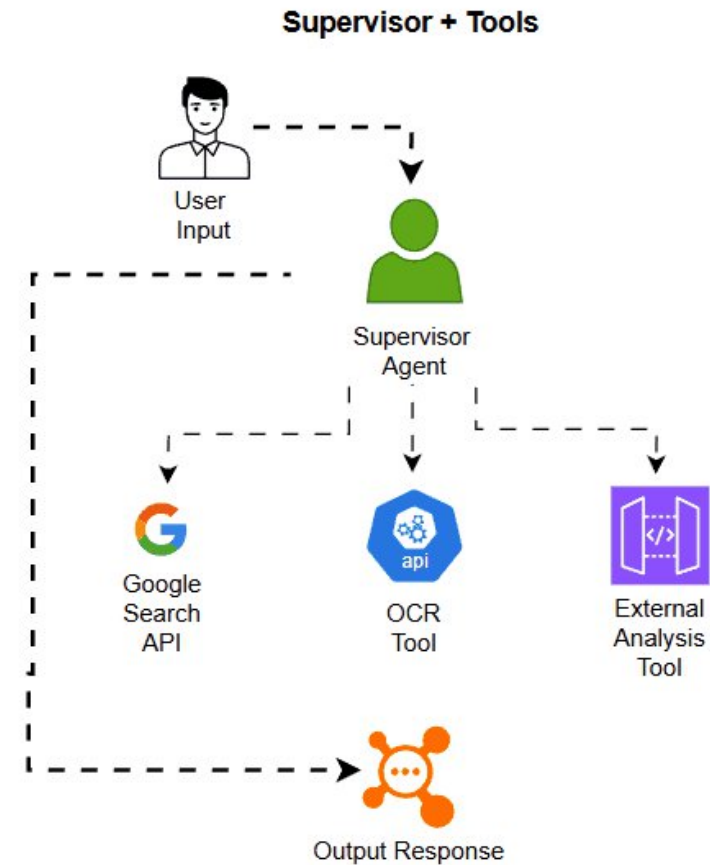 Supervisor + Tools
User
Input
Supervisor
Agent
Google
Search
API
api
OCR
Tool
</>
External
Analysis
Tool
Output Response